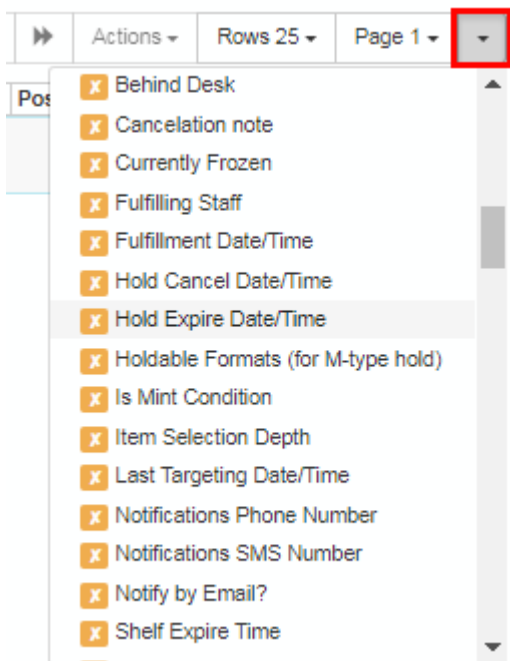 Actions Rows 25 Page 1
Pos
x Behind Desk
x Cancelation note
x Currently Frozen
x Fulfilling Staff
x Fulfillment Date/Time
x Hold Cancel Date/Time
x Hold Expire Date/Time
x Holdable Formats (for M-type hold)
x Is Mint Condition
x Item Selection Depth
x Last Targeting Date/Time
x Notifications Phone Number
x Notifications SMS Number
x Notify by Email?
x Shelf Expire Time